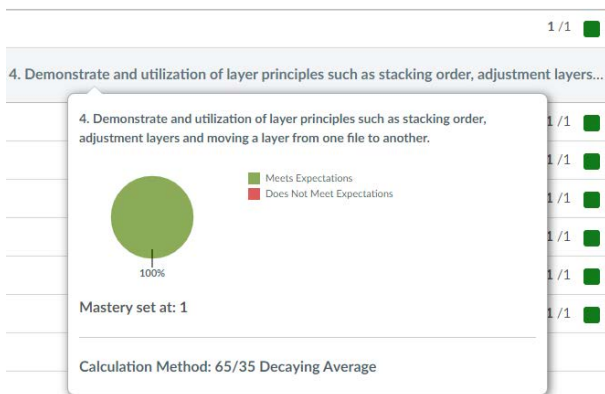 1 /1
4. Demonstrate and utilization of layer principles such as stacking order, adjustment layers...
4. Demonstrate and utilization of layer principles such as stacking order,
adjustment layers and moving a layer from one file to another.
1 /1
1 /1
Meets Expectations
Does Not Meet Expectations
1 /1
1 /1
100%
1 /1
Mastery set at: 1
1 /1
Calculation Method: 65/35 Decaying Average